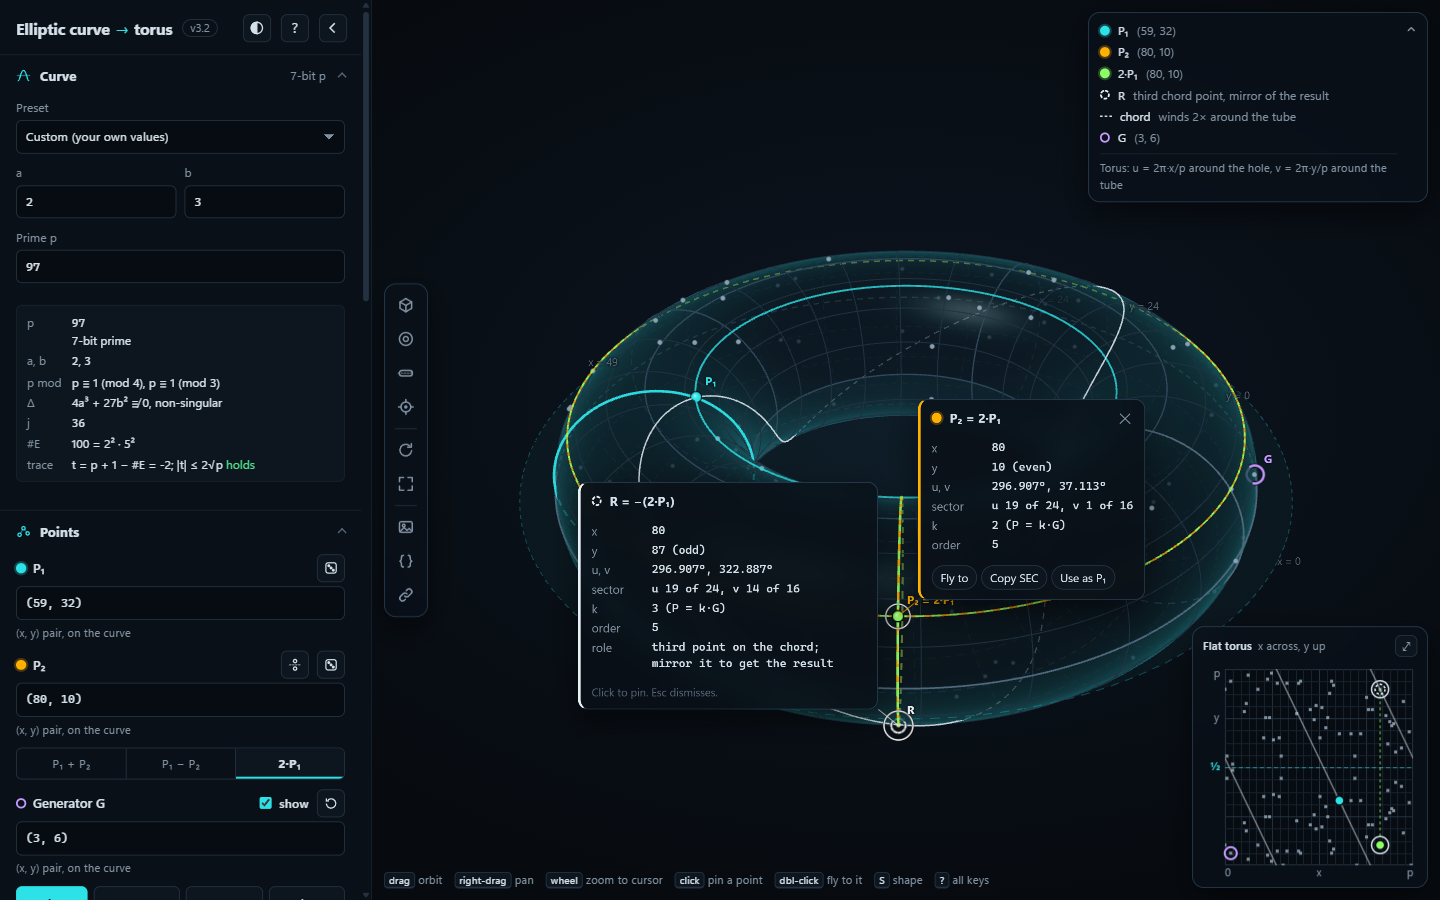 Elliptic curve → torus v3.2 ?
Curve 7-bit p
Preset
Custom (your own values)
a b
2 3
Prime p
97
p 97
7-bit prime
a, b 2, 3
p mod p ≡ 1 (mod 4), p ≡ 1 (mod 3)
Δ 4a³ + 27b² ≢ 0, non-singular
j 36
#E 100 = 2² · 5²
trace t = p + 1 − #E = -2; |t| ≤ 2√p holds
Points
P₁
(59, 32)
(x, y) pair, on the curve
P₂
(80, 10)
(x, y) pair, on the curve
P₁ + P₂ P₁ − P₂ 2·P₁
Generator G show
(3, 6)
(x, y) pair, on the curve
P₁ (59, 32)
P₂ (80, 10)
2·P₁ (80, 10)
R third point, mirror of the result
chord winds 2× around the tube
G (3, 6)
Torus: u = 2π·x/p around the hole, v = 2π·y/p around the
tube
y = 24
x = 49
P₁
y = 0
G
x = 0
P₂ = 2·P₁
x 80
y 10 (even)
u, v 296.907°, 37.113°
sector u 19 of 24, v 1 of 16
k 2 (P = k·G)
order 5
Fly to Copy SEC Use as P₁
R = −(2·P₁)
x 80
y 87 (odd)
u, v 296.907°, 322.887°
sector u 19 of 24, v 14 of 16
k 3 (P = k·G)
order 5
role third point on the chord;
mirror it to get the result
Click to pin. Esc dismisses.
P₂ = 2·P₁
R
Flat torus x across, y up
p
y
½
0 x p
drag orbit right-drag pan wheel zoom to cursor click pin a point dbl-click fly to it S shape ? all keys